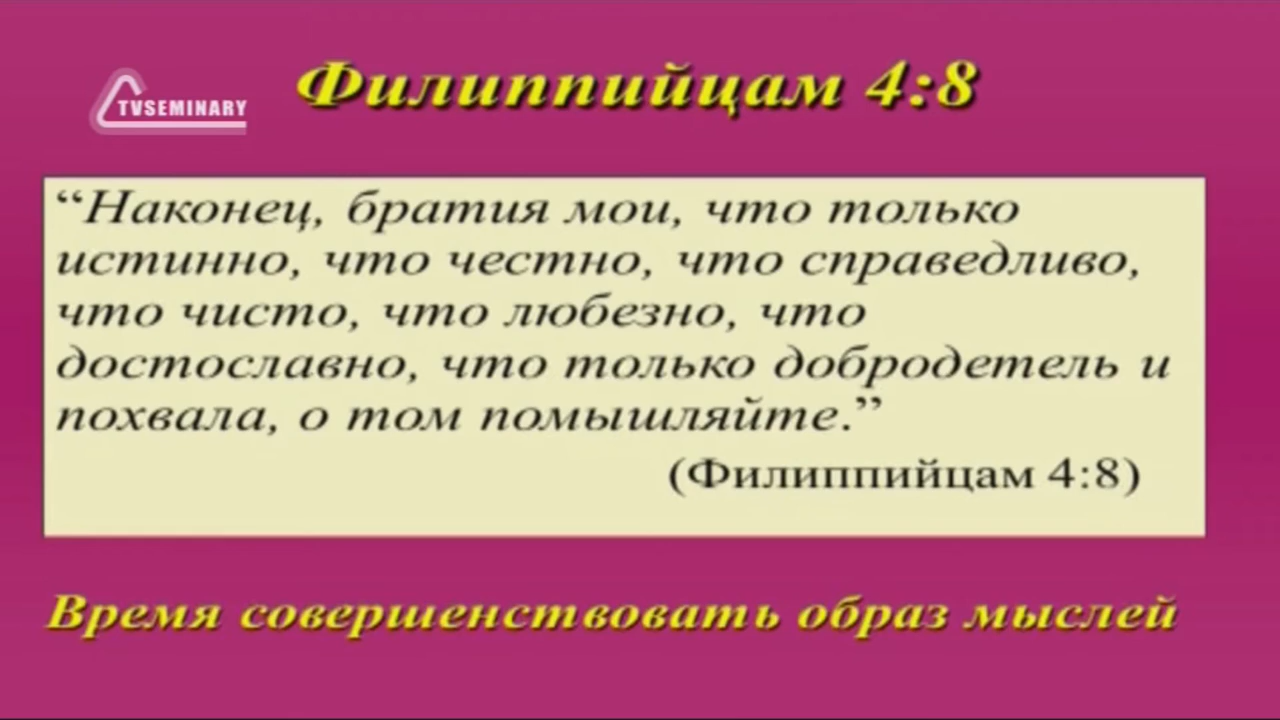 Филиппийцам 4:8
TVSEMINARY
“Наконец, братия мои, что только
истинно, что честно, что справедливо,
что чисто, что любезно, что
достославно, что только добродетель и
похвала, о том помышляйте.”
(Филиппийцам 4:8)
Время совершенствовать образ мыслей